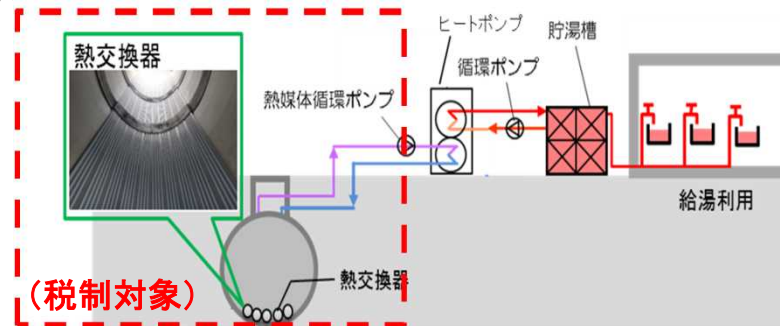 ヒートポンプ
貯湯槽
熱交換器
循環ポンプ
熱媒体循環ポンプ
給湯利用
熱交換器
(税制対象)